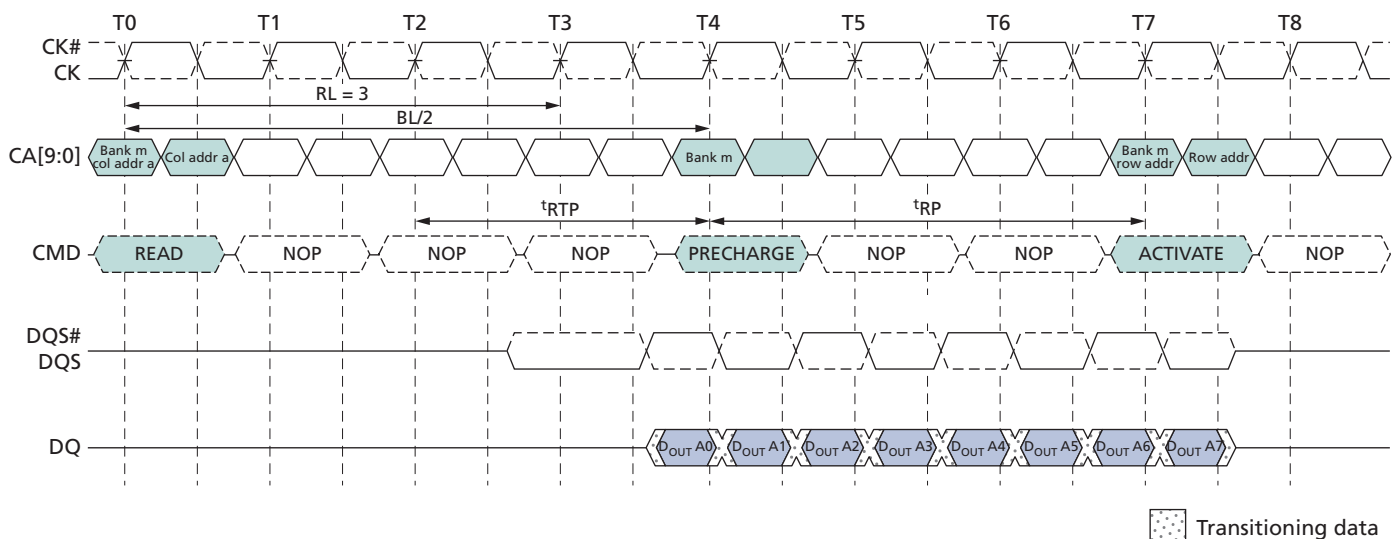 T0 T1 T2 T3 T4 T5 T6 T7 T8
CK#
CK
RL = 3
BL/2
CA[9:0]
Bank m
col addr a
Col addr a
Bank m
Bank m
row addr
Row addr
tRTP
tRP
CMD
READ NOP NOP NOP PRECHARGE NOP NOP ACTIVATE NOP
DQS#
DQS
DQ
DOUT A0 DOUT A1 DOUT A2 DOUT A3 DOUT A4 DOUT A5 DOUT A6 DOUT A7
Transitioning data